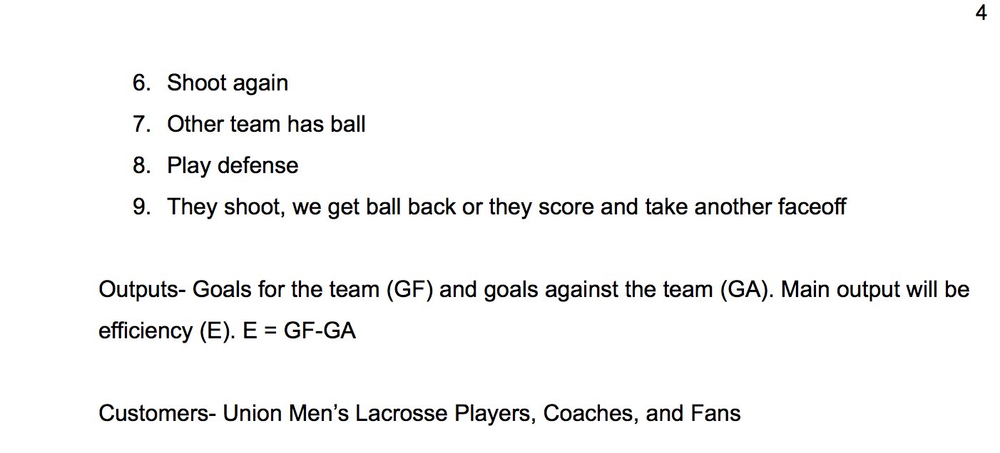 4
6. Shoot again
7. Other team has ball
8. Play defense
9. They shoot, we get ball back or they score and take another faceoff
Outputs- Goals for the team (GF) and goals against the team (GA). Main output will be
efficiency (E). E = GF-GA
Customers- Union Men’s Lacrosse Players, Coaches, and Fans